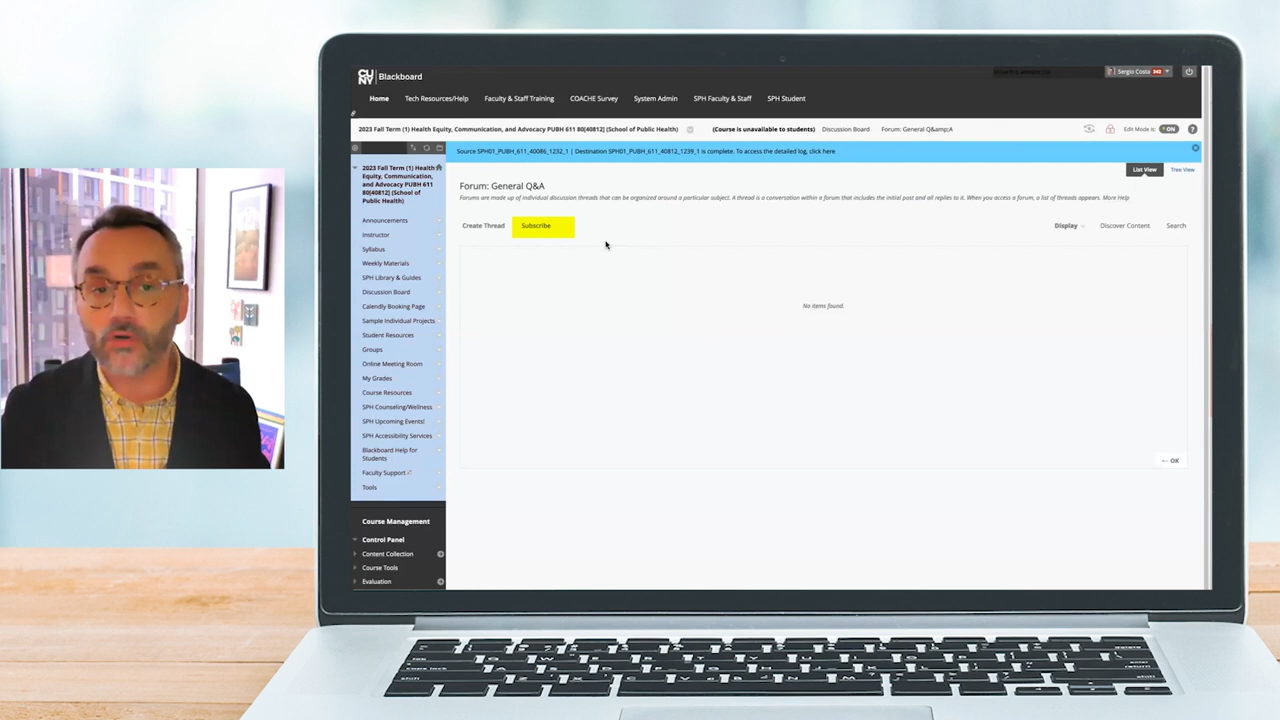 CU
NY Blackboard
Sergio Costa 342
Home Tech Resources/Help Faculty & Staff Training COACHE Survey System Admin SPH Faculty & Staff SPH Student
2023 Fall Term (1) Health Equity, Communication, and Advocacy PUBH 611 80[40812] (School of Public Health) (Course is unavailable to students) Discussion Board Forum: General Q&amp;A Edit Mode is: ON ?
Source SPH01_PUBH_611_40086_1232_1 | Destination SPH01_PUBH_611_40812_1239_1 is complete. To access the detailed log, click here
2023 Fall Term (1) Health
Equity, Communication,
and Advocacy PUBH 611
80[40812] (School of
Public Health)
Announcements
Instructor
Syllabus
Weekly Materials
SPH Library & Guides
Discussion Board
Calendly Booking Page
Sample Individual Projects
Student Resources
Groups
Online Meeting Room
My Grades
Course Resources
SPH Counseling/Wellness
SPH Upcoming Events!
SPH Accessibility Services
Blackboard Help for
Students
Faculty Support
Tools
Course Management
Control Panel
Content Collection
Course Tools
Evaluation
List View Tree View
Forum: General Q&A
Forums are made up of individual discussion threads that can be organized around a particular subject. A thread is a conversation within a forum that includes the initial post and all replies to it. When you access a forum, a list of threads appears. More Help
Create Thread Subscribe Display Discover Content Search
No items found.
OK